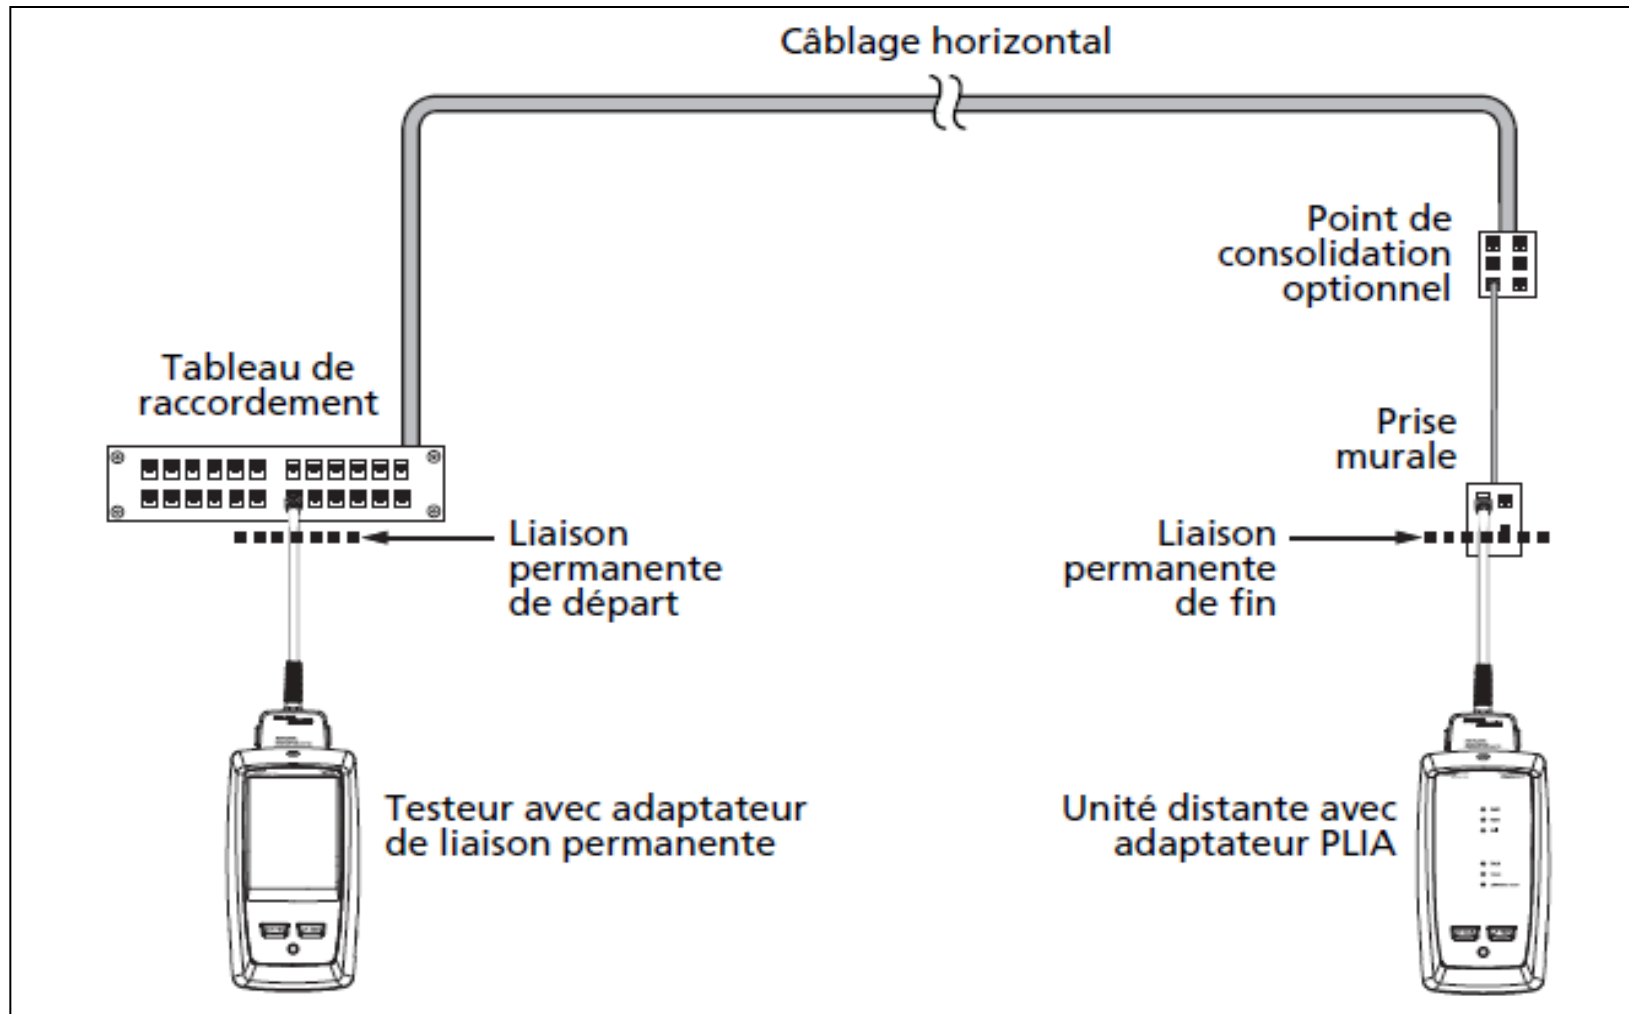 Câblage horizontal
Point de
consolidation
optionnel
Tableau de
raccordement
Prise
murale
Liaison
permanente
de départ
Liaison
permanente
de fin
Testeur avec adaptateur
de liaison permanente
Unité distante avec
adaptateur PLIA